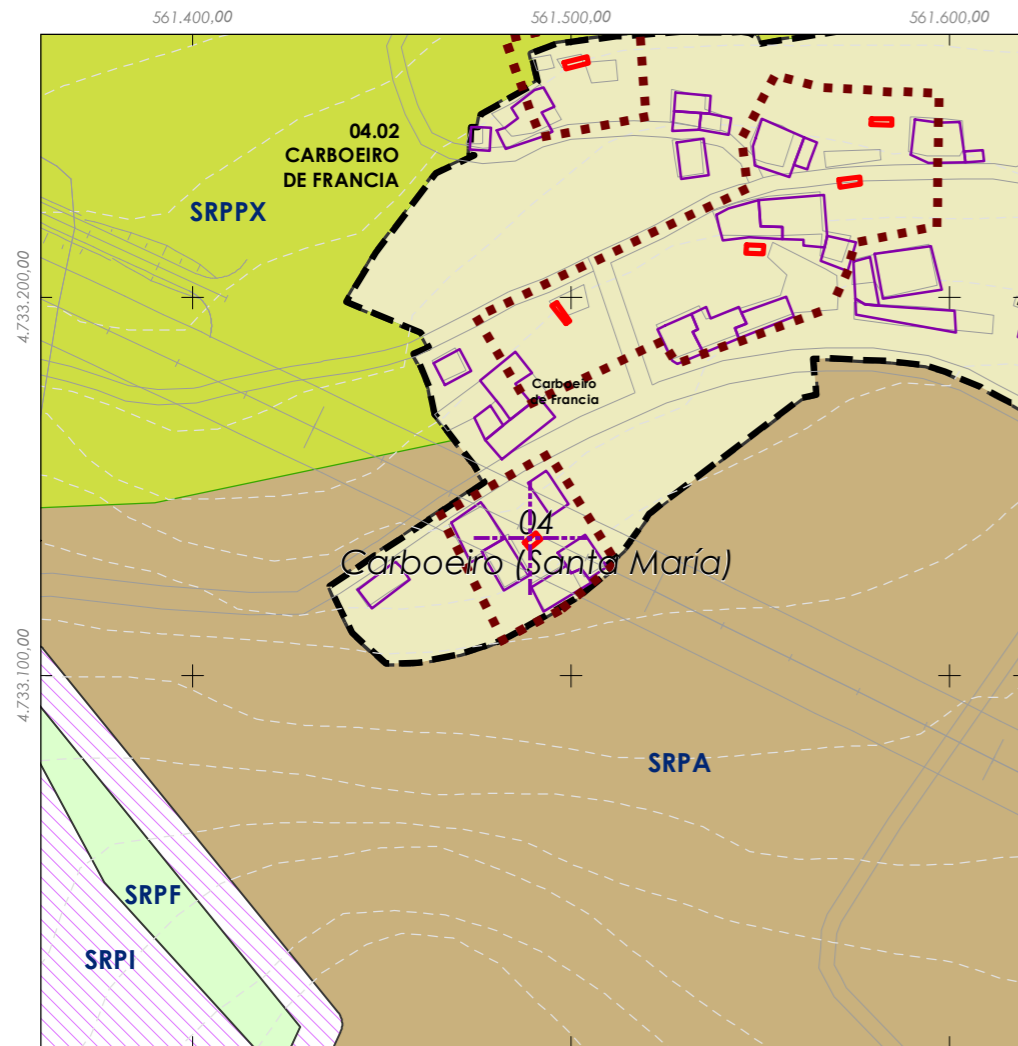 561.400,00
561.500,00
561.600,00
04.02
CARBOEIRO
DE FRANCIA
SRPPX
4.733.200,00
Carboeiro
de Francia
04
Carboeiro (Santa María)
4.733.100,00
SRPA
SRPF
SRPI